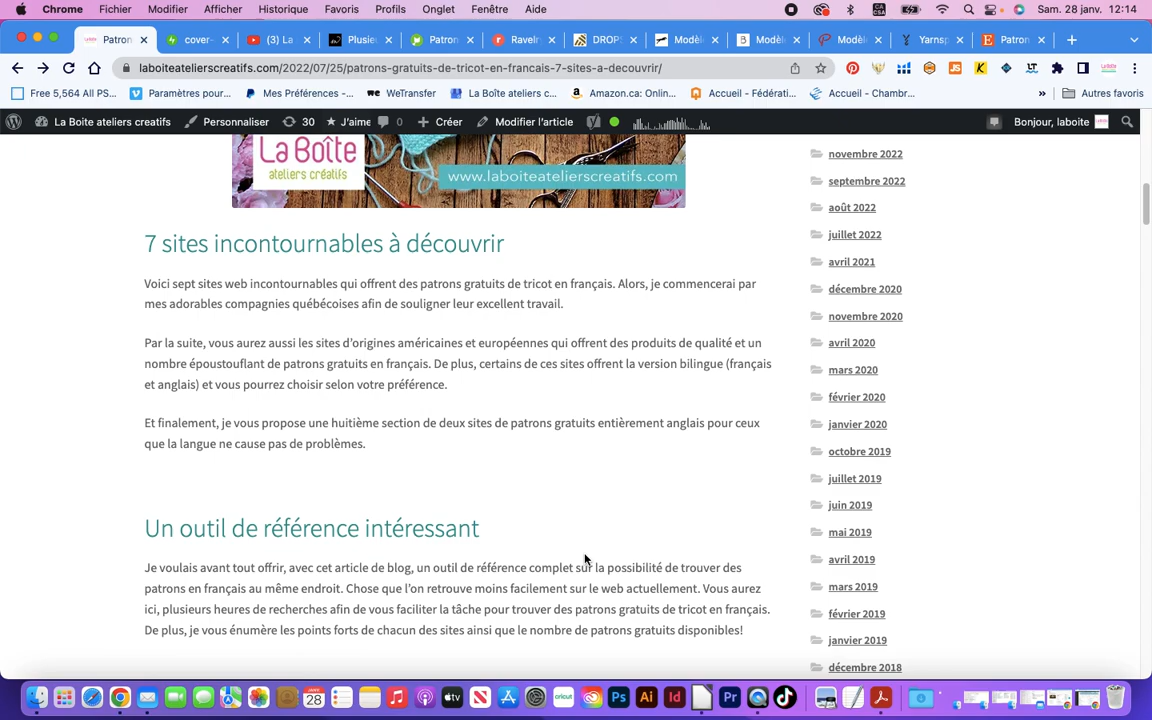 Chrome Fichier Modifier Afficher Historique Favoris Profils Onglet Fenêtre Aide Sam. 28 janv. 12:14
Patron cover- (3) La Plusie Patron Ravelr DROPS Modèl Modèl Modèl Yarnsp Patron
laboiteatelierscreatifs.com/2022/07/25/patrons-gratuits-de-tricot-en-francais-7-sites-a-decouvrir/
Free 5,564 All PS... Paramètres pour... Mes Préférences -... WeTransfer La Boîte ateliers c... Amazon.ca: Onlin... Accueil - Fédérati... Accueil - Chambr... » Autres favoris
La Boite ateliers creatifs Personnaliser 30 J'aime 0 Créer Modifier l'article Bonjour, laboite
La Boîte
ateliers créatifs
www.laboiteatelierscreatifs.com
7 sites incontournables à découvrir
Voici sept sites web incontournables qui offrent des patrons gratuits de tricot en français. Alors, je commencerai par
mes adorables compagnies québécoises afin de souligner leur excellent travail.
Par la suite, vous aurez aussi les sites d'origines américaines et européennes qui offrent des produits de qualité et un
nombre époustouflant de patrons gratuits en français. De plus, certains de ces sites offrent la version bilingue (français
et anglais) et vous pourrez choisir selon votre préférence.
Et finalement, je vous propose une huitième section de deux sites de patrons gratuits entièrement anglais pour ceux
que la langue ne cause pas de problèmes.
Un outil de référence intéressant
Je voulais avant tout offrir, avec cet article de blog, un outil de référence complet sur la possibilité de trouver des
patrons en français au même endroit. Chose que l'on retrouve moins facilement sur le web actuellement. Vous aurez
ici, plusieurs heures de recherches afin de vous faciliter la tâche pour trouver des patrons gratuits de tricot en français.
De plus, je vous énumère les points forts de chacun des sites ainsi que le nombre de patrons gratuits disponibles!
novembre 2022
septembre 2022
août 2022
juillet 2022
avril 2021
décembre 2020
novembre 2020
avril 2020
mars 2020
février 2020
janvier 2020
octobre 2019
juillet 2019
juin 2019
mai 2019
avril 2019
mars 2019
février 2019
janvier 2019
décembre 2018